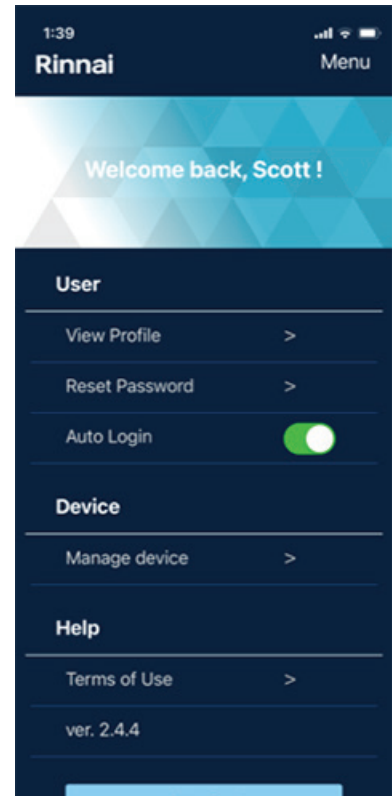 1:39
Rinnai Menu
Welcome back, Scott !
User
View Profile >
Reset Password >
Auto Login
Device
Manage device >
Help
Terms of Use >
ver. 2.4.4